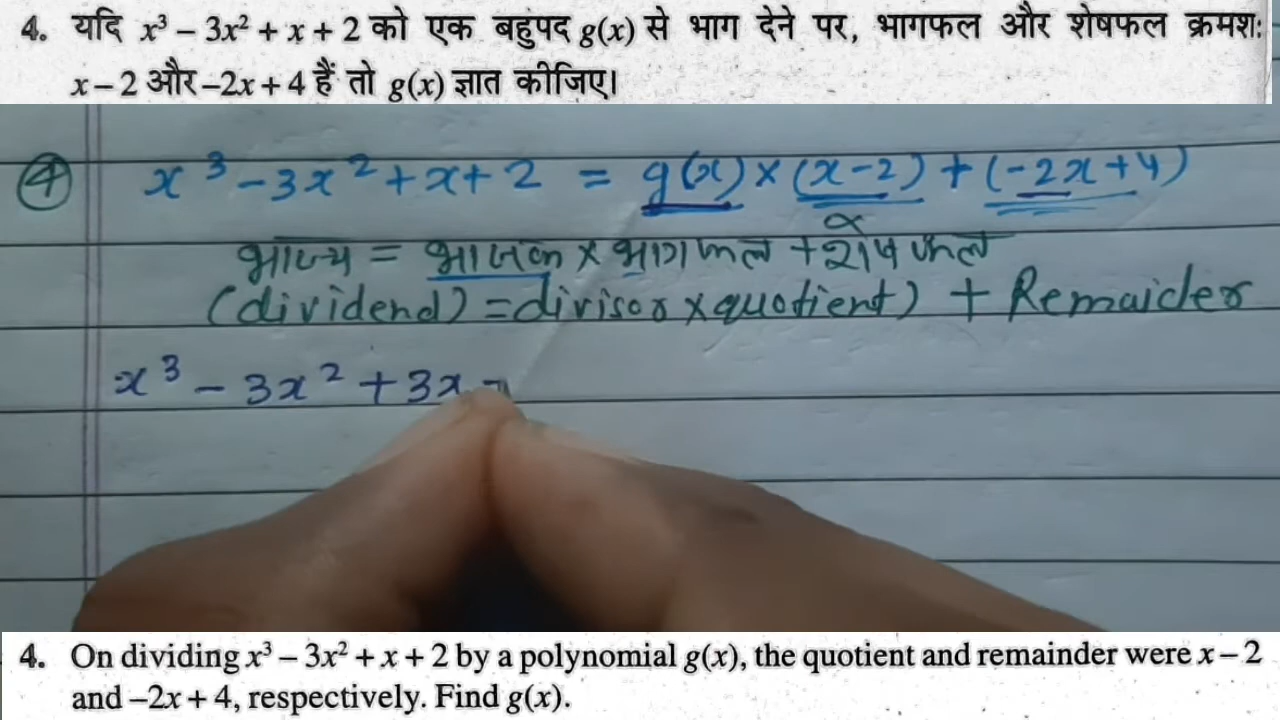 4. यदि x³ – 3x² + x + 2 को एक बहुपद g(x) से भाग देने पर, भागफल और शेषफल क्रमशः
x – 2 और –2x + 4 हैं तो g(x) ज्ञात कीजिए।
④ x³ – 3x² + x + 2 = g(x) × (x – 2) + (–2x + 4)
भाज्य = भाजक × भागफल + शेषफल
(dividend) = divisor × quotient) + Remaider
x³ – 3x² + 3x –
4. On dividing x³ – 3x² + x + 2 by a polynomial g(x), the quotient and remainder were x – 2
and –2x + 4, respectively. Find g(x).